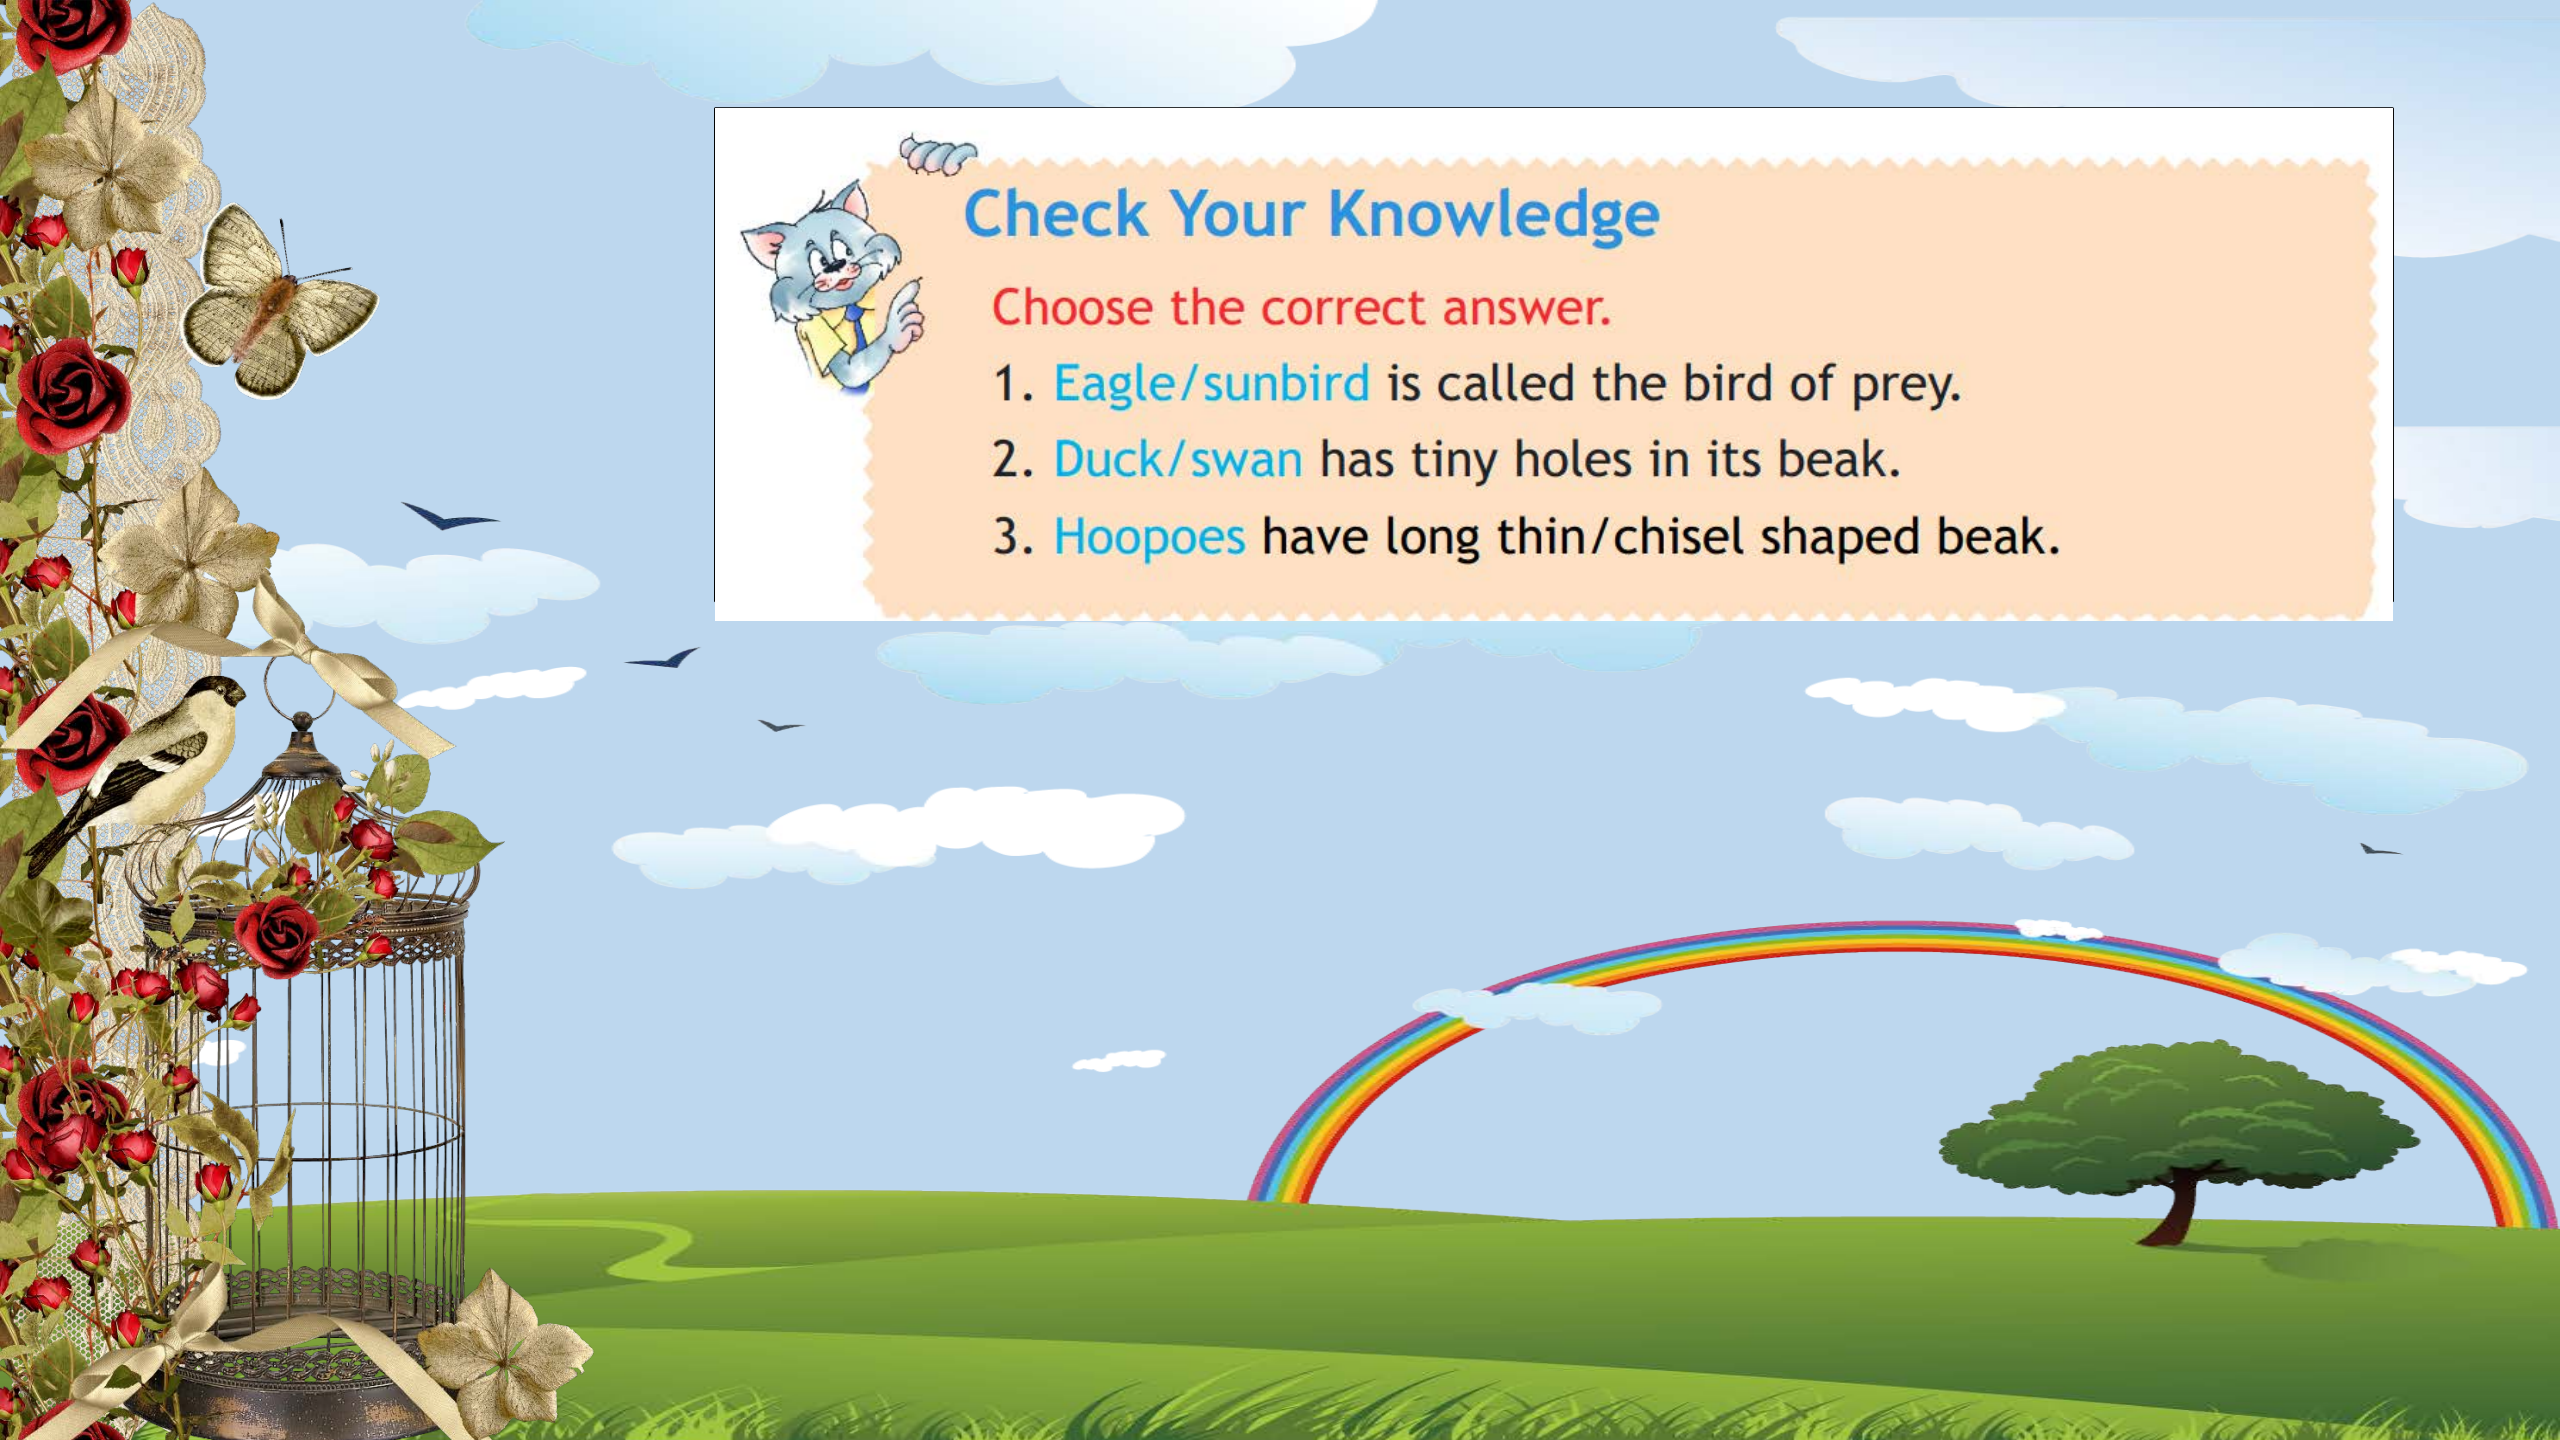 Check Your Knowledge
Choose the correct answer.
1. Eagle/sunbird is called the bird of prey.
2. Duck/swan has tiny holes in its beak.
3. Hoopoes have long thin/chisel shaped beak.